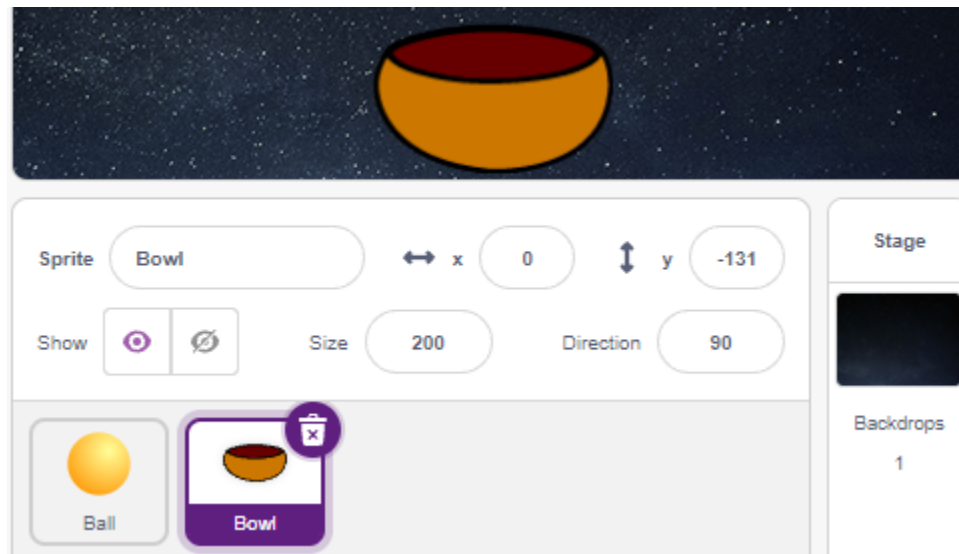 Sprite Bowl x 0 y -131
Show Size 200 Direction 90
Ball
Bowl
Stage
Backdrops
1